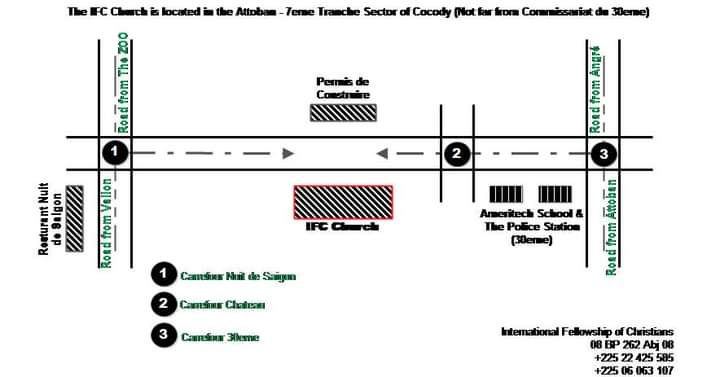 The IFC Church is located in the Attoban - 7eme Tranche Sector of Cocody (Not far from Commissariat du 30eme)
Road from The ZOO
Permis de
Construire
Road from Angré
1
2
3
Resturant Nuit
de Saigon
Road from Vallon
IFC Church
Ameritech School &
The Police Station
(30eme)
Road from Attoban
1 Carrefour Nuit de Saigon
2 Carrefour Chateau
3 Carrefour 30eme
International Fellowship of Christians
08 BP 262 Abj 08
+225 22 425 585
+225 06 063 107